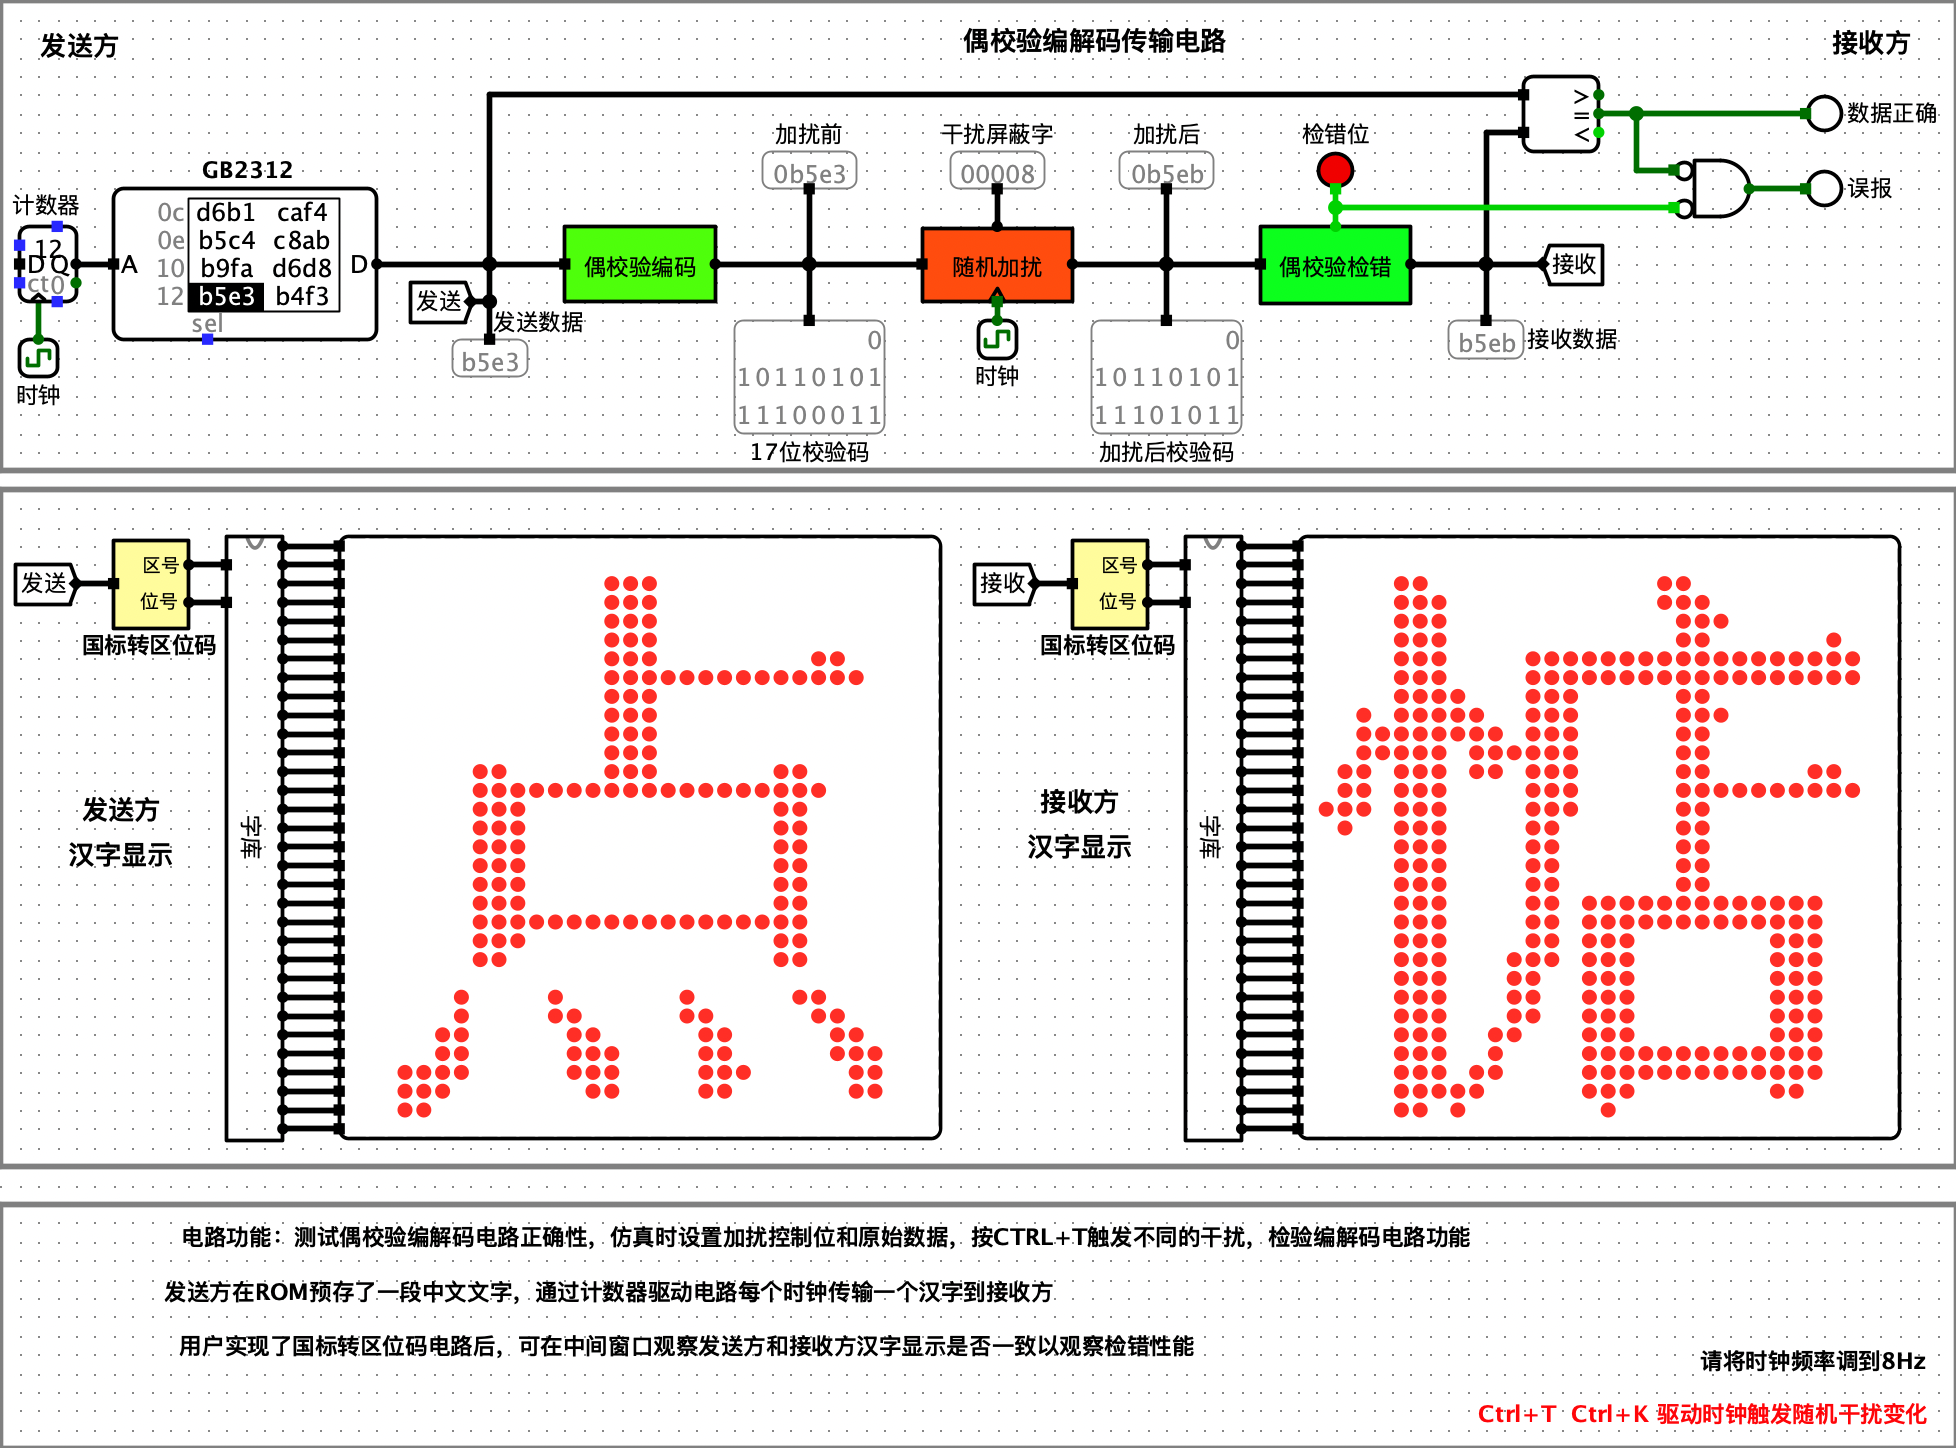 发送方
偶校验编解码传输电路
接收方
数据正确
误报
加扰前
0b5e3
干扰屏蔽字
00008
加扰后
0b5eb
检错位
GB2312
计数器
12
D Q
ct0
时钟
A
0c d6b1 caf4
0e b5c4 c8ab
10 b9fa d6d8
12 b5e3 b4f3
sel
D
发送
发送数据
b5e3
偶校验编码
随机加扰
时钟
偶校验检错
接收
b5eb
接收数据
>
=
<
0
10110101
11100011
17位校验码
0
10110101
11101011
加扰后校验码
发送
区号
位号
国标转区位码
字库
发送方
汉字显示
点
接收
区号
位号
国标转区位码
字库
接收方
汉字显示
电路功能：测试偶校验编解码电路正确性，仿真时设置加扰控制位和原始数据，按CTRL+T触发不同的干扰，检验编解码电路功能
发送方在ROM预存了一段中文文字，通过计数器驱动电路每个时钟传输一个汉字到接收方
用户实现了国标转区位码电路后，可在中间窗口观察发送方和接收方汉字显示是否一致以观察检错性能
请将时钟频率调到8Hz
Ctrl+T Ctrl+K 驱动时钟触发随机干扰变化